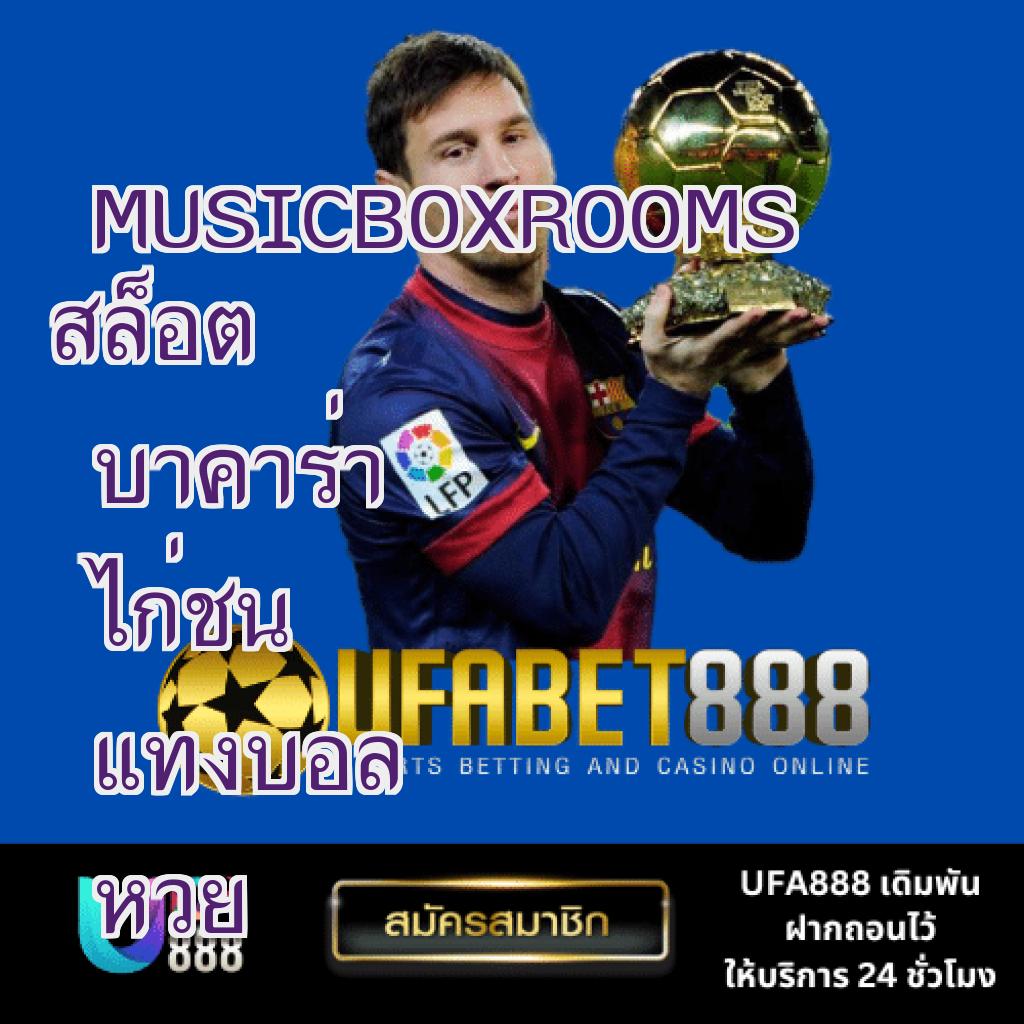 MUSICBOXROOMS
สล็อต
บาคาร่า
LFP
ไก่ชน
UFABET888
แทงบอล
RTS BETTING AND CASINO ONLINE
หวย
888
สมัครสมาชิก
UFA888 เดิมพัน
ฝากถอนไว้
ให้บริการ 24 ชั่วโมง